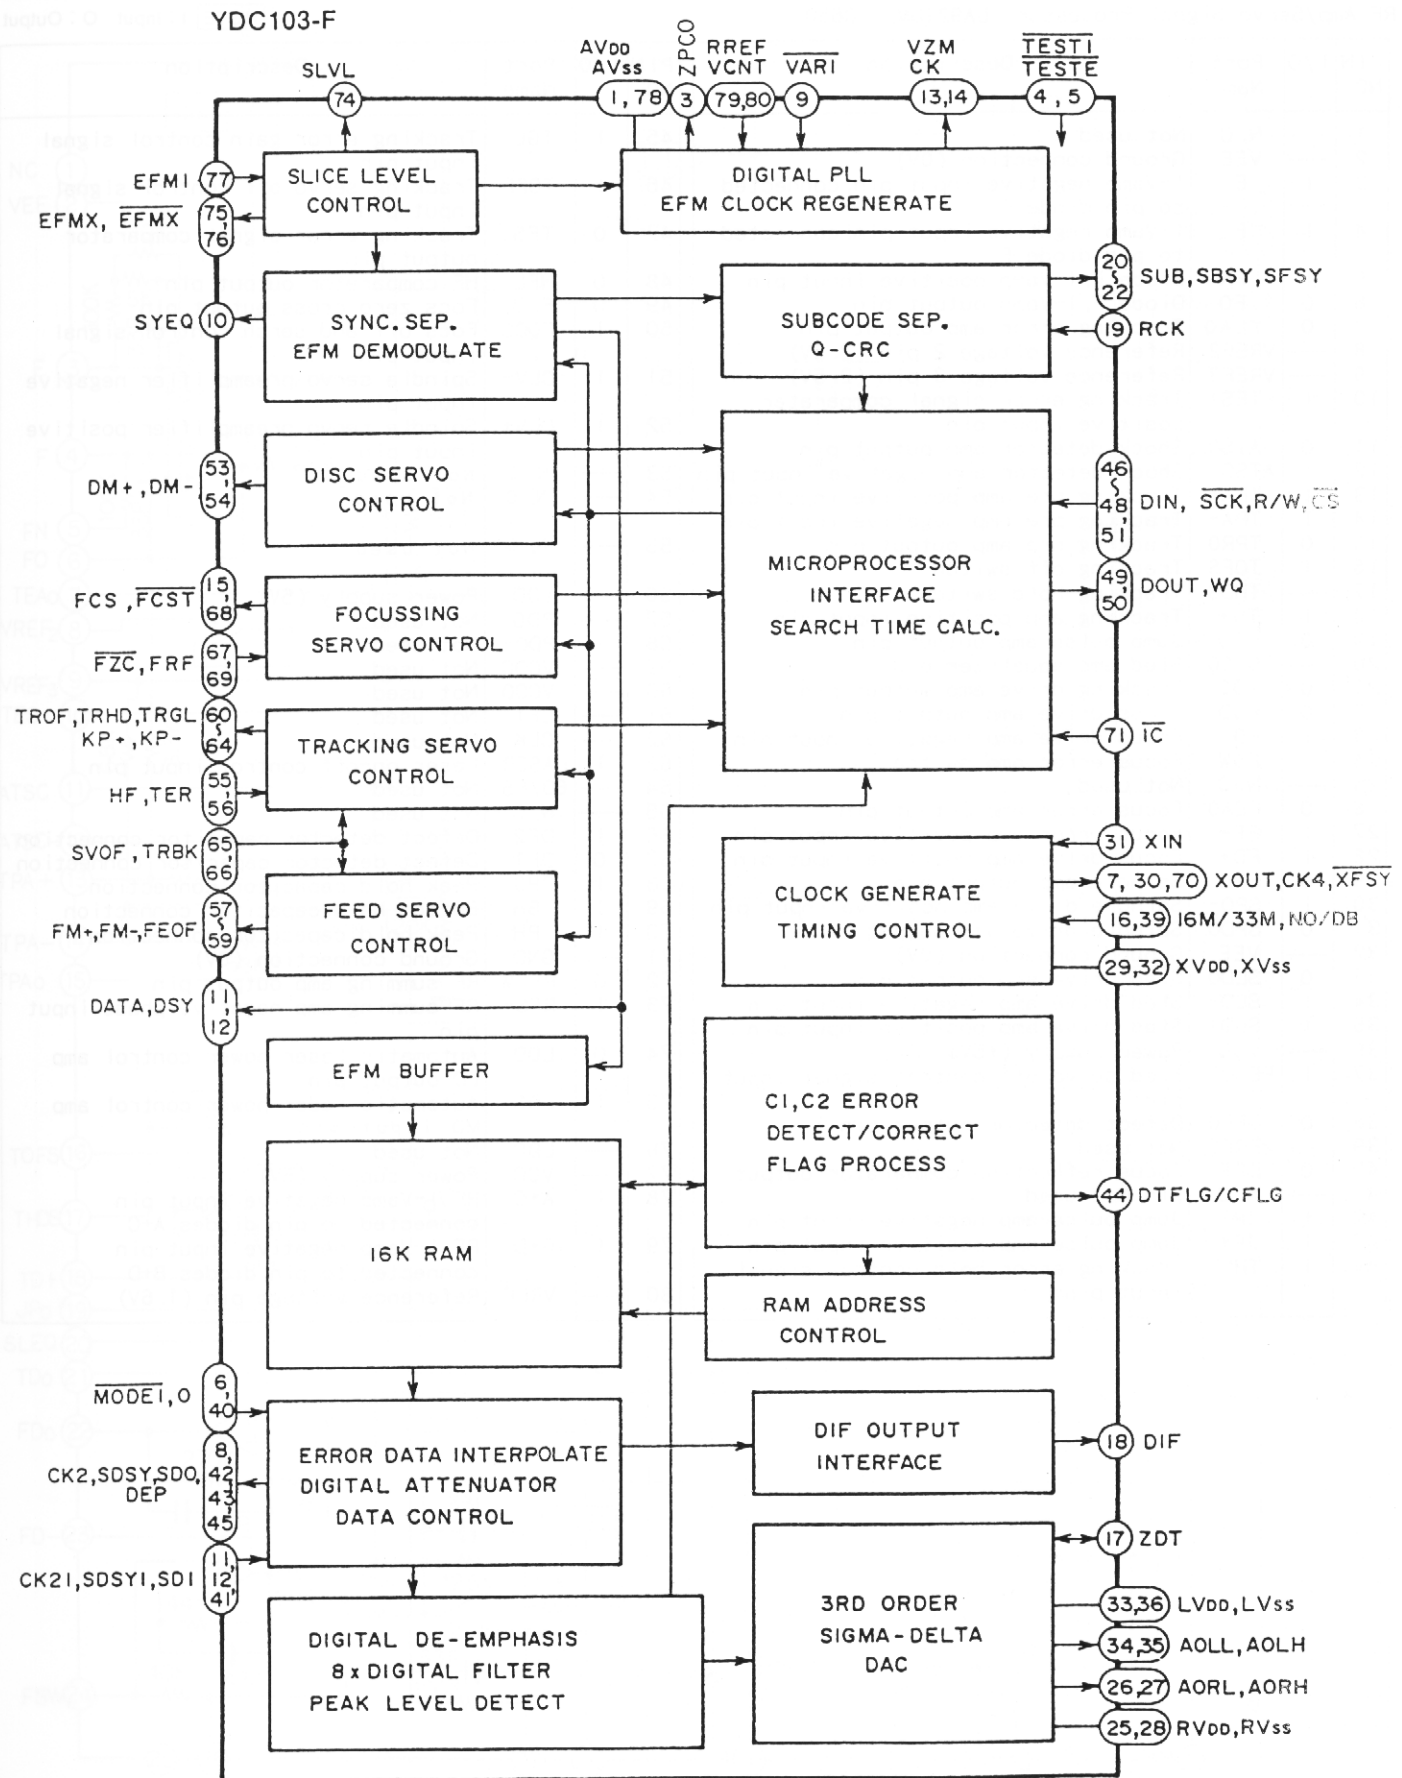 YDC103-F
SLVL
74
AVDD
AVss
1, 78
ZPCO
3
RREF
VCNT
79,80
VARI
9
VZM
CK
13,14
TEST1
TESTE
4, 5
EFMI 77
EFMX, EFMX 75, 76
SLICE LEVEL
CONTROL
DIGITAL PLL
EFM CLOCK REGENERATE
SYEQ 10
SYNC. SEP.
EFM DEMODULATE
SUBCODE SEP.
Q-CRC
20 ~ 22 SUB,SBSY,SFSY
19 RCK
DM+,DM- 53, 54
DISC SERVO
CONTROL
46 ~ 48, 51 DIN, SCK,R/W,CS
49, 50 DOUT,WQ
MICROPROCESSOR
INTERFACE
SEARCH TIME CALC.
71 IC
FCS ,FCST 15, 68
FOCUSSING
SERVO CONTROL
FZC,FRF 67, 69
TROF,TRHD,TRGL
KP+,KP-
60 ~ 64
TRACKING SERVO
CONTROL
HF,TER 55, 56
SVOF,TRBK 65, 66
FM+,FM-,FEOF 57 ~ 59
FEED SERVO
CONTROL
31 XIN
7, 30,70 XOUT,CK4,XFSY
16,39 16M/33M,NO/DB
29,32 XVDD,XVss
CLOCK GENERATE
TIMING CONTROL
DATA,DSY 11, 12
EFM BUFFER
C1,C2 ERROR
DETECT/CORRECT
FLAG PROCESS
44 DTFLG/CFLG
16K RAM
RAM ADDRESS
CONTROL
MODE1,0 6, 40
CK2,SDSY,SDO,
DEP
8, 42, 43, 45
ERROR DATA INTERPOLATE
DIGITAL ATTENUATOR
DATA CONTROL
DIF OUTPUT
INTERFACE
18 DIF
CK2I,SDSYI,SDI 11, 12, 41,
DIGITAL DE-EMPHASIS
8x DIGITAL FILTER
PEAK LEVEL DETECT
3RD ORDER
SIGMA-DELTA
DAC
17 ZDT
33,36 LVDD,LVss
34,35 AOLL,AOLH
26,27 AORL,AORH
25,28 RVDD,RVss